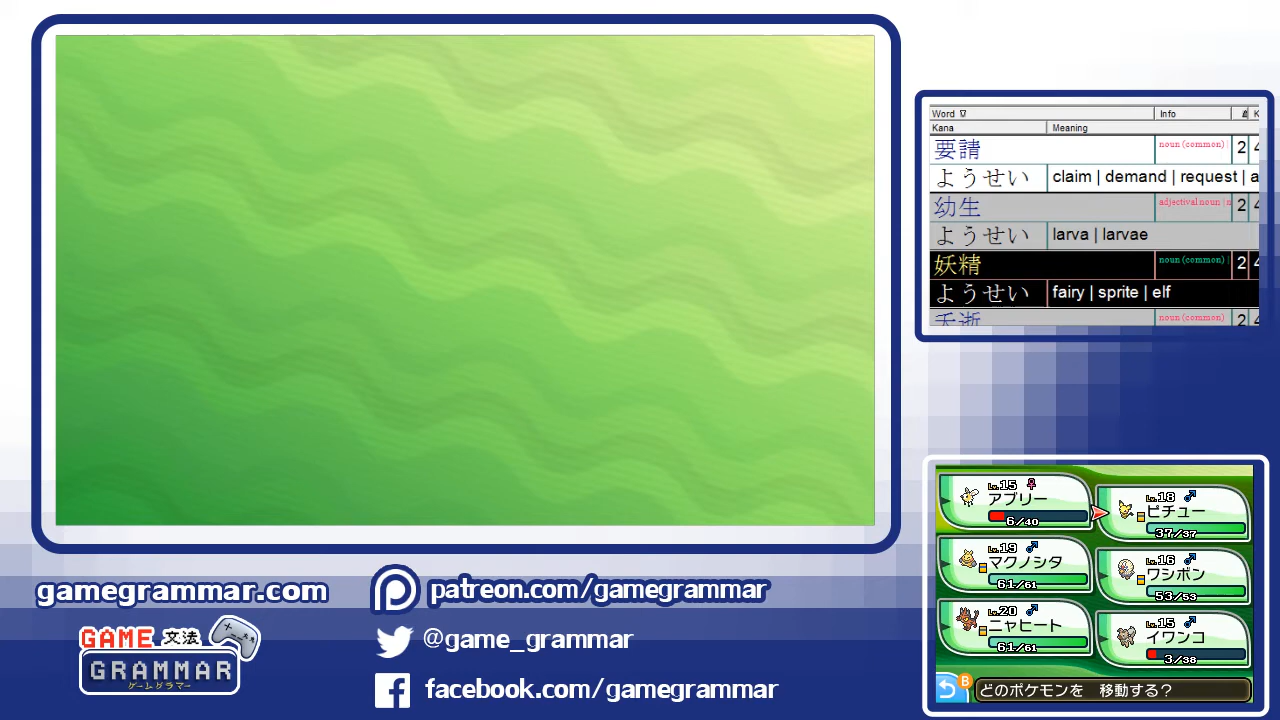 Word
Info
Kana
Meaning
要請
noun (common) |
2
4
ようせい
claim | demand | request | a
幼生
adjectival noun | n
2
4
ようせい
larva | larvae
妖精
noun (common) |
2
4
ようせい
fairy | sprite | elf
夭逝
noun (common)
2
4
Lv.15
アブリー
6/40
Lv.18
ピチュー
37/37
Lv.19
マクノシタ
61/61
Lv.16
ワシボン
53/53
Lv.20
ニャヒート
61/61
Lv.15
イワンコ
3/38
B
どのポケモンを 移動する?
gamegrammar.com
patreon.com/gamegrammar
@game_grammar
facebook.com/gamegrammar
GAME 文法
GRAMMAR
ゲームグラマー